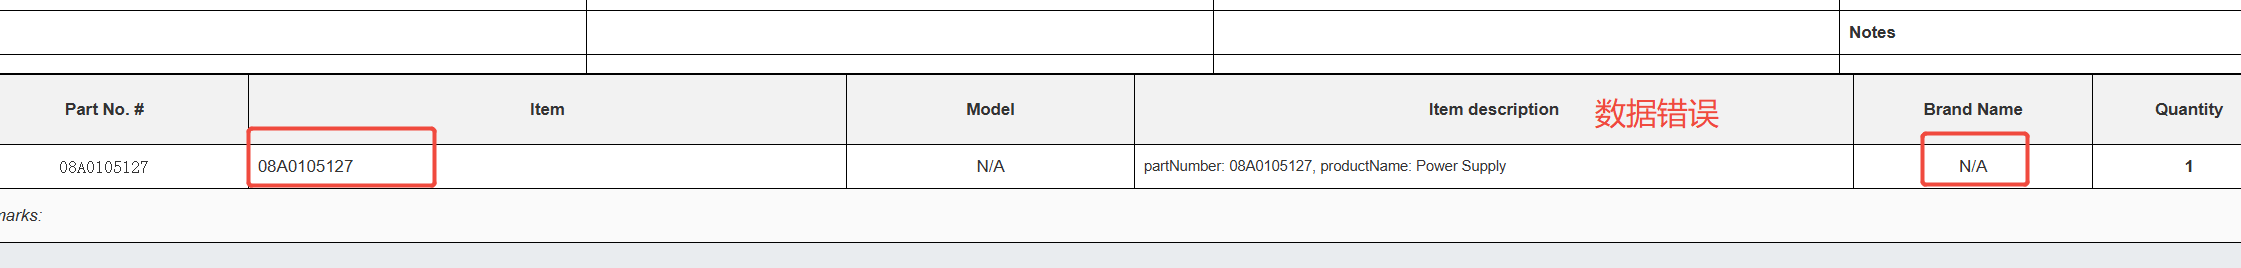 Notes
Part No. # Item Model Item description 数据错误 Brand Name Quantity
08A0105127 08A0105127 N/A partNumber: 08A0105127, productName: Power Supply N/A 1
marks: